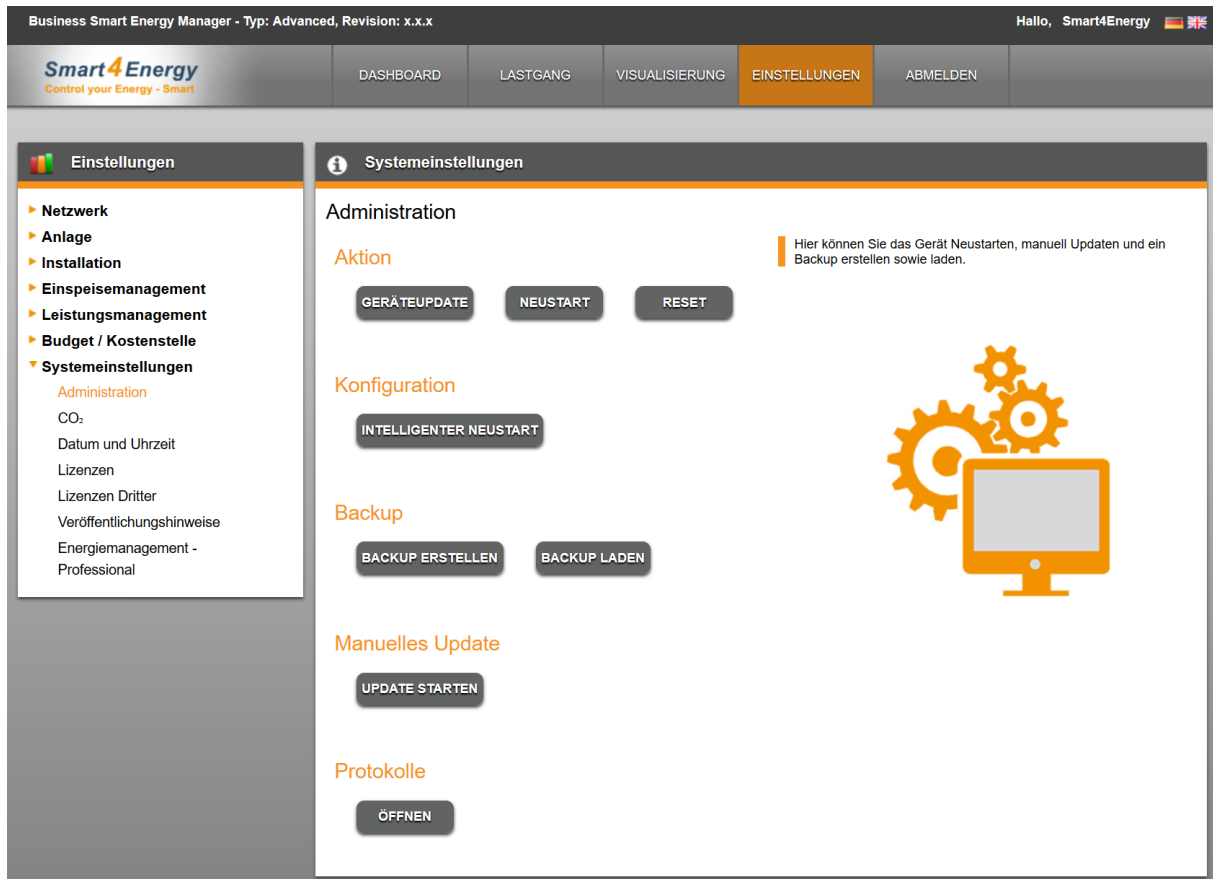 Business Smart Energy Manager - Typ: Advanced, Revision: x.x.x
Hallo, Smart4Energy
Smart4Energy
Control your Energy - Smart
DASHBOARD
LASTGANG
VISUALISIERUNG
EINSTELLUNGEN
ABMELDEN
Einstellungen
Netzwerk
Anlage
Installation
Einspeisemanagement
Leistungsmanagement
Budget / Kostenstelle
Systemeinstellungen
Administration
CO₂
Datum und Uhrzeit
Lizenzen
Lizenzen Dritter
Veröffentlichungshinweise
Energiemanagement -
Professional
Systemeinstellungen
Administration
Hier können Sie das Gerät Neustarten, manuell Updaten und ein
Backup erstellen sowie laden.
Aktion
GERÄTEUPDATE
NEUSTART
RESET
Konfiguration
INTELLIGENTER NEUSTART
Backup
BACKUP ERSTELLEN
BACKUP LADEN
Manuelles Update
UPDATE STARTEN
Protokolle
ÖFFNEN